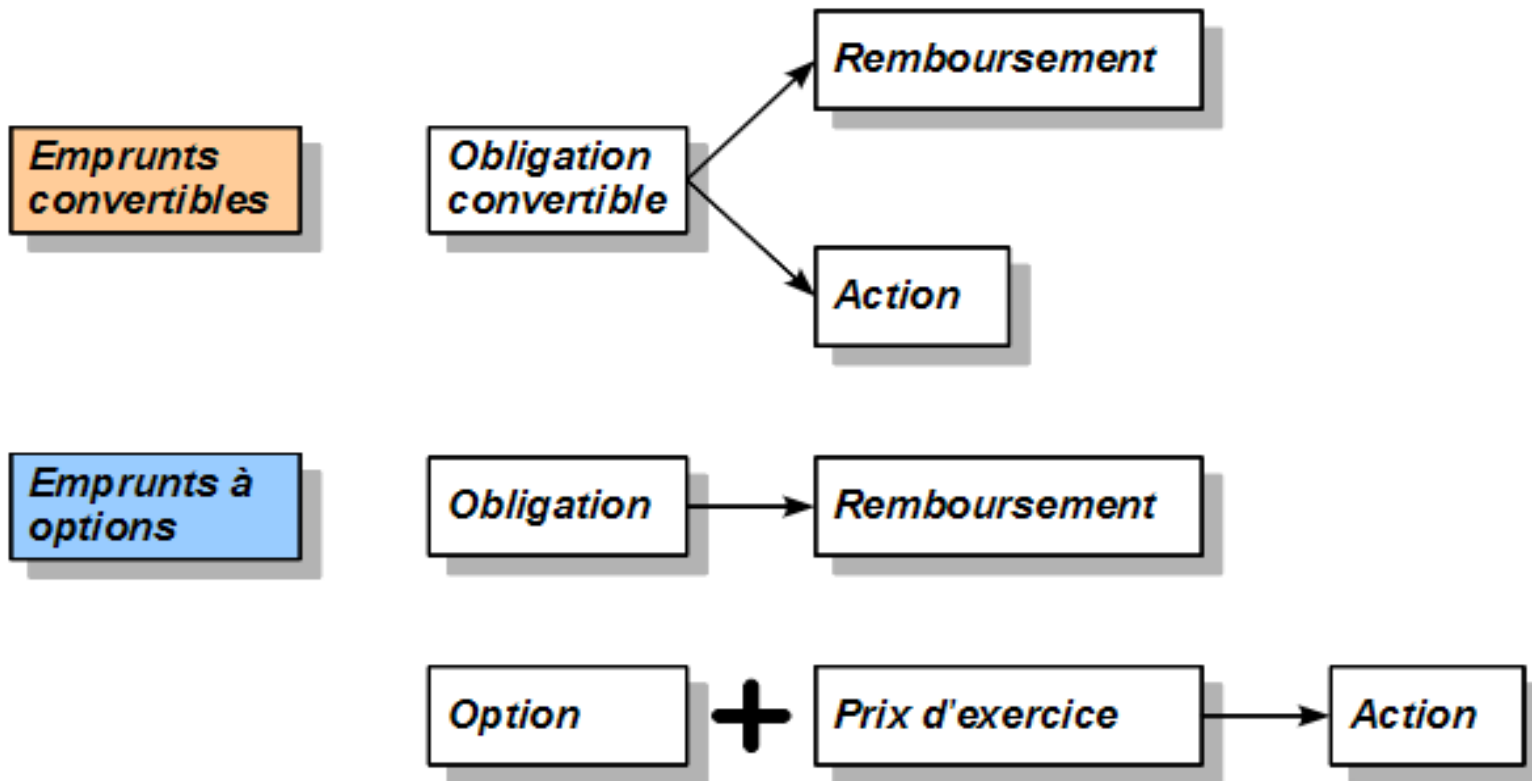 Remboursement
Emprunts
convertibles
Obligation
convertible
Action
Emprunts à
options
Obligation
Remboursement
Option
+
Prix d'exercice
Action